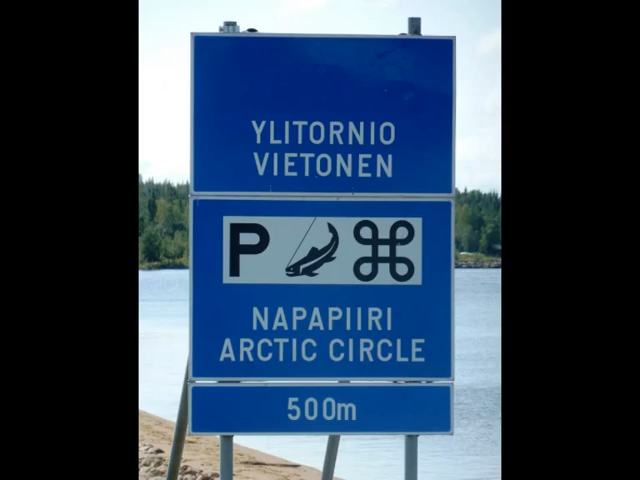 YLITORNIO
VIETONEN
P
NAPAPIIRI
ARCTIC CIRCLE
500m